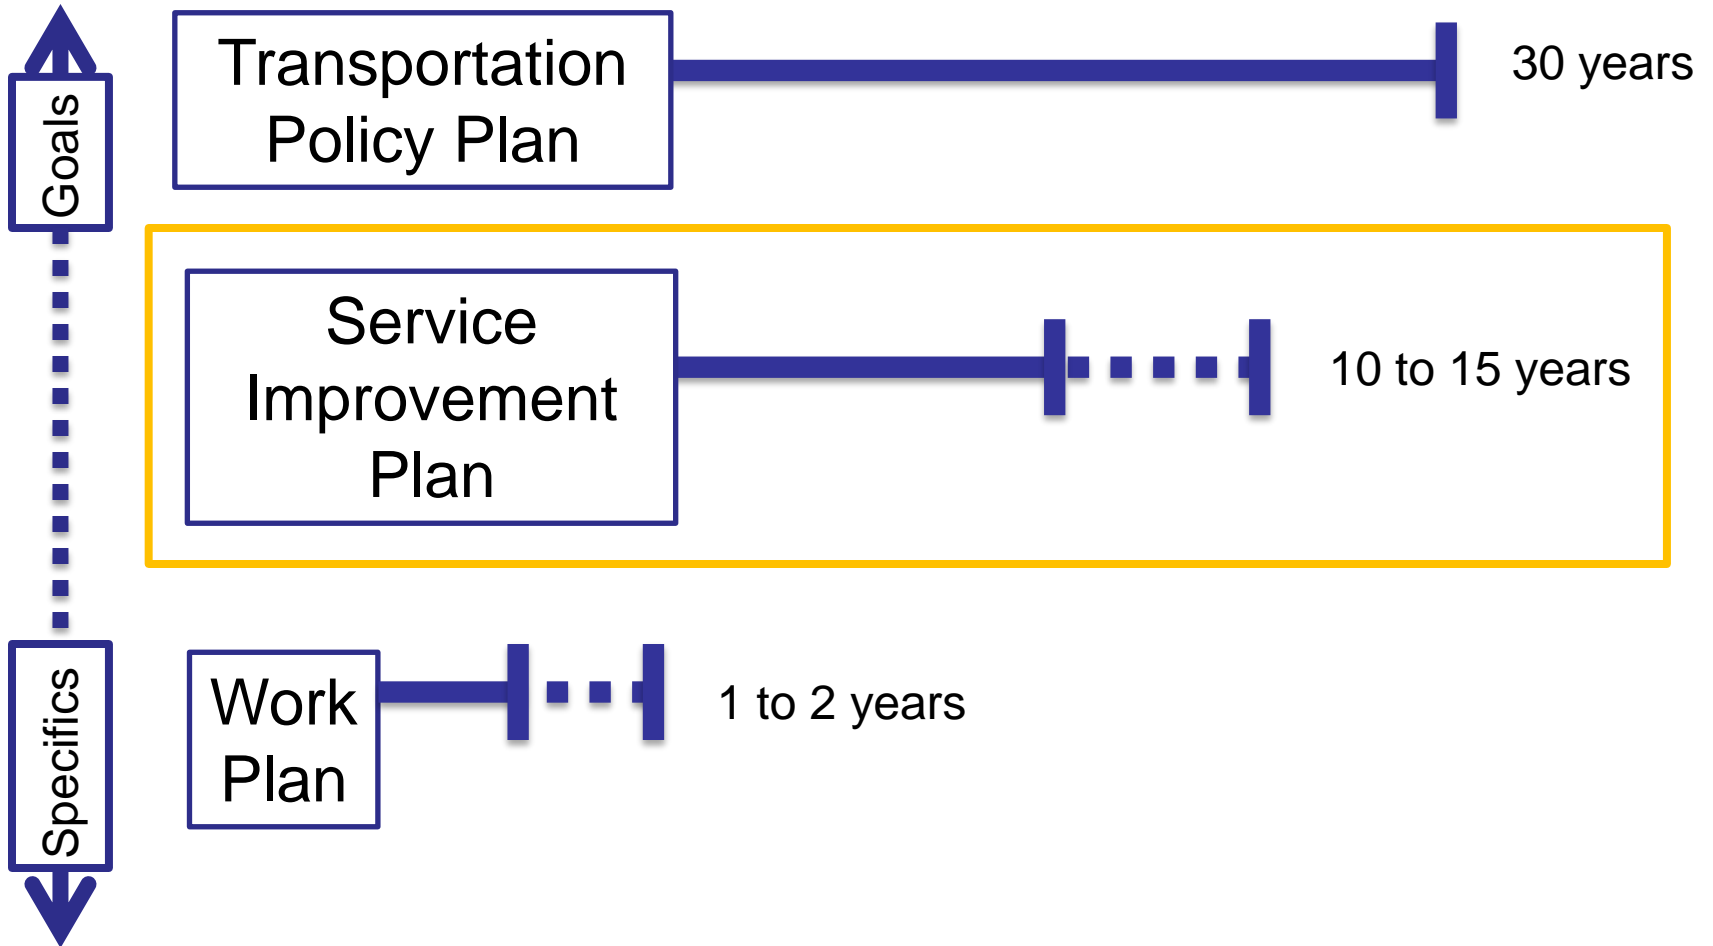 Goals
Transportation
Policy Plan
30 years
Service
Improvement
Plan
10 to 15 years
Specifics
Work
Plan
1 to 2 years